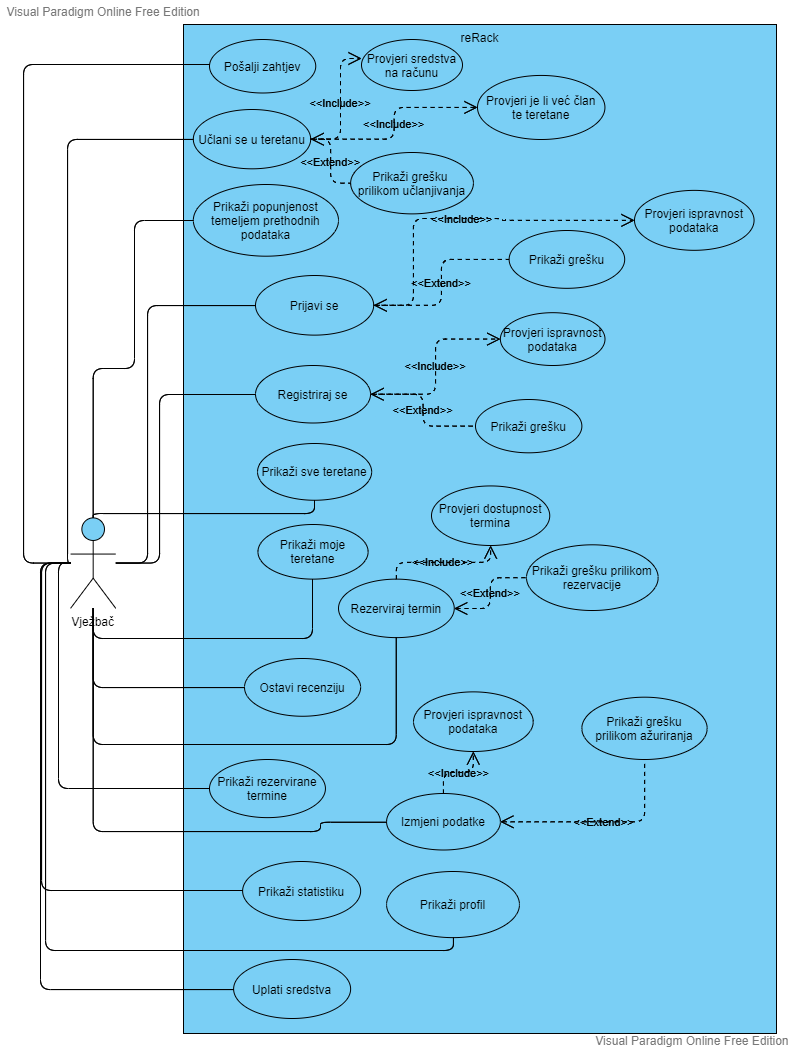 Visual Paradigm Online Free Edition
reRack
Pošalji zahtjev
Provjeri sredstva
na računu
<<Include>>
Provjeri je li već član
te teretane
<<Include>>
Učlani se u teretanu
<<Extend>>
Prikaži grešku
prilikom učlanjivanja
Prikaži popunjenost
temeljem prethodnih
podataka
<<Include>>
Provjeri ispravnost
podataka
Prikaži grešku
<<Extend>>
Prijavi se
Provjeri ispravnost
podataka
<<Include>>
Registriraj se
<<Extend>>
Prikaži grešku
Prikaži sve teretane
Provjeri dostupnost
termina
Prikaži moje
teretane
<<Include>>
Prikaži grešku prilikom
rezervacije
<<Extend>>
Rezerviraj termin
Vježbač
Ostavi recenziju
Provjeri ispravnost
podataka
Prikaži grešku
prilikom ažuriranja
<<Include>>
Prikaži rezervirane
termine
Izmjeni podatke
<<Extend>>
Prikaži statistiku
Prikaži profil
Uplati sredstva
Visual Paradigm Online Free Edition